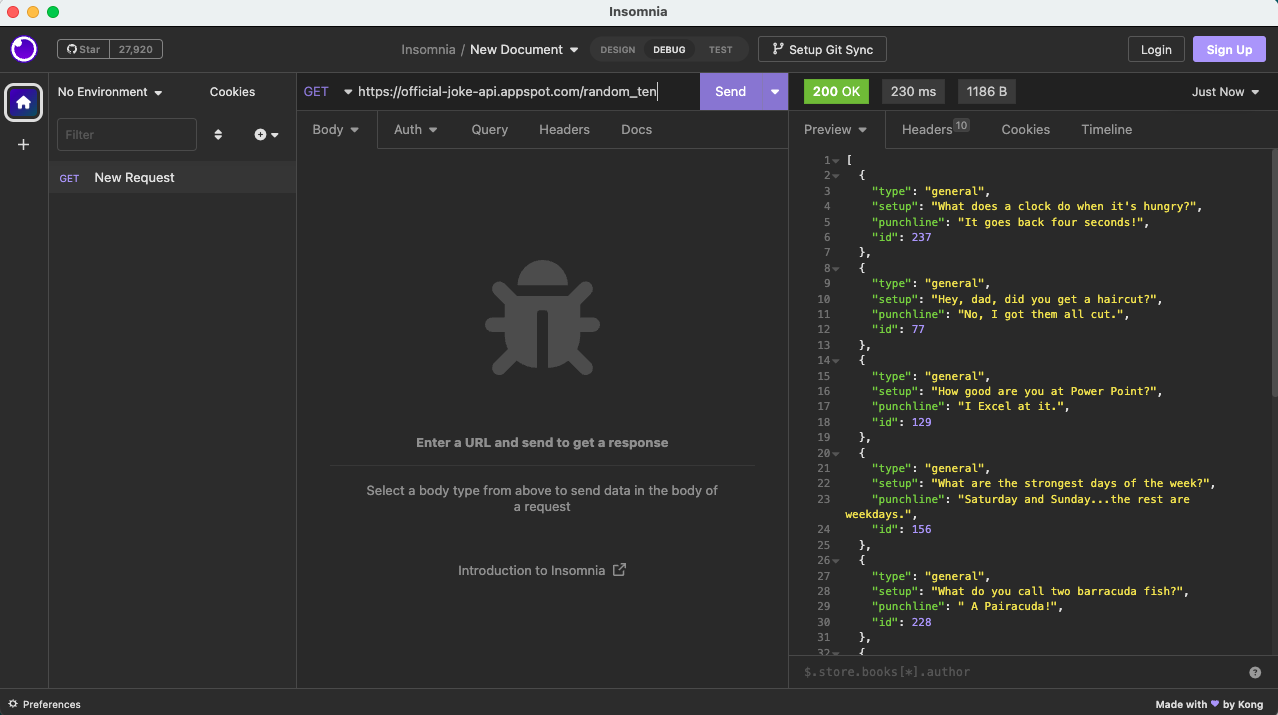 Insomnia
Star 27,920
Insomnia / New Document
DESIGN DEBUG TEST
Setup Git Sync
Login
Sign Up
No Environment
Cookies
Filter
GET New Request
GET https://official-joke-api.appspot.com/random_ten
Send
Body Auth Query Headers Docs
Enter a URL and send to get a response
Select a body type from above to send data in the body of
a request
Introduction to Insomnia
200 OK 230 ms 1186 B
Just Now
Preview Headers 10 Cookies Timeline
1 [
2 {
3 "type": "general",
4 "setup": "What does a clock do when it's hungry?",
5 "punchline": "It goes back four seconds!",
6 "id": 237
7 },
8 {
9 "type": "general",
10 "setup": "Hey, dad, did you get a haircut?",
11 "punchline": "No, I got them all cut.",
12 "id": 77
13 },
14 {
15 "type": "general",
16 "setup": "How good are you at Power Point?",
17 "punchline": "I Excel at it.",
18 "id": 129
19 },
20 {
21 "type": "general",
22 "setup": "What are the strongest days of the week?",
23 "punchline": "Saturday and Sunday...the rest are
weekdays.",
24 "id": 156
25 },
26 {
27 "type": "general",
28 "setup": "What do you call two barracuda fish?",
29 "punchline": " A Pairacuda!",
30 "id": 228
31 },
32 {
$.store.books[*].author
Preferences
Made with ♥ by Kong